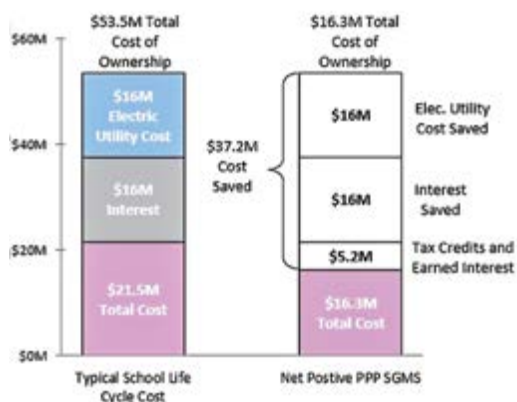 $53.5M Total
Cost of
Ownership
$16.3M Total
Cost of
Ownership
$60M
$40M
$20M
$0M
$16M
Electric
Utility Cost
$16M
Interest
$21.5M
Total Cost
$37.2M
Cost
Saved
$16M
$16M
$5.2M
$16.3M
Total Cost
Elec. Utility
Cost Saved
Interest
Saved
Tax Credits and
Earned Interest
Typical School Life
Cycle Cost
Net Postive PPP SGMS